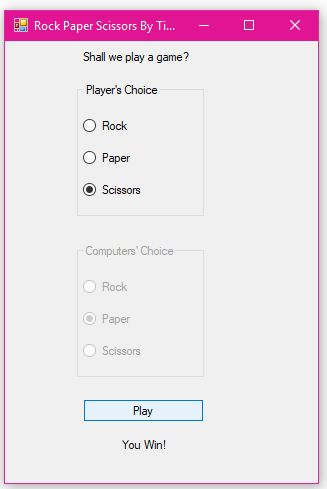 Rock Paper Scissors By Ti...
Shall we play a game?
Player's Choice
Rock
Paper
Scissors
Computers' Choice
Rock
Paper
Scissors
Play
You Win!